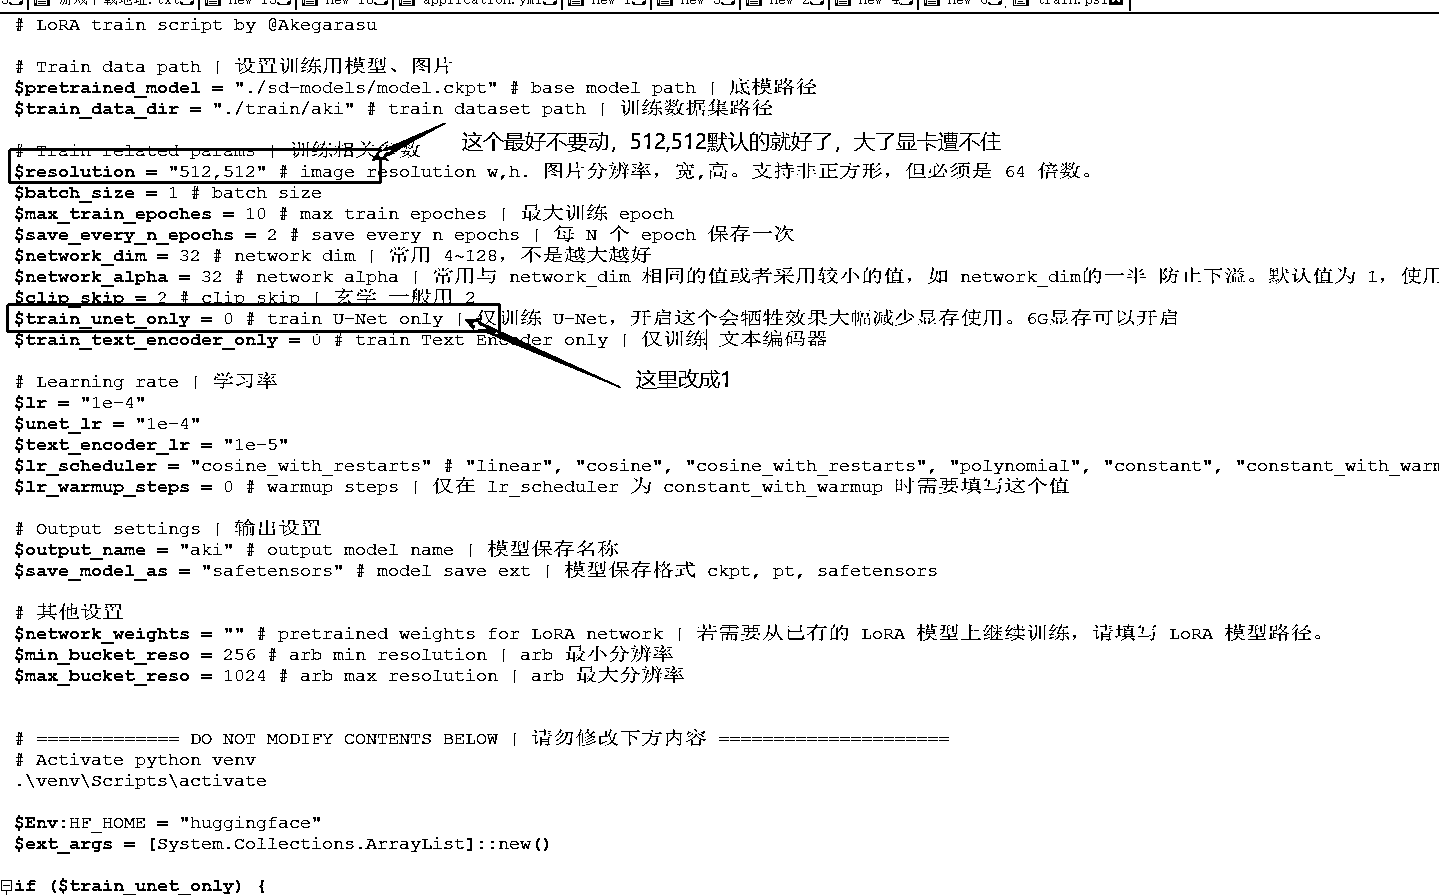 游戏下载地址.txt new 13 new 16 application.yml new 1 new 3 new 2 new 4 new 6 train.ps1
# LoRA train script by @Akegarasu
# Train data path | 设置训练用模型、图片
$pretrained_model = "./sd-models/model.ckpt" # base model path | 底模路径
$train_data_dir = "./train/aki" # train dataset path | 训练数据集路径
这个最好不要动，512,512默认的就好了，大了显卡遭不住
# Train related params | 训练相关参数
$resolution = "512,512" # image resolution w,h. 图片分辨率，宽,高。支持非正方形，但必须是 64 倍数。
$batch_size = 1 # batch size
$max_train_epoches = 10 # max train epoches | 最大训练 epoch
$save_every_n_epochs = 2 # save every n epochs | 每 N 个 epoch 保存一次
$network_dim = 32 # network dim | 常用 4~128，不是越大越好
$network_alpha = 32 # network alpha | 常用与 network_dim 相同的值或者采用较小的值，如 network_dim的一半 防止下溢。默认值为 1，使用
$clip_skip = 2 # clip skip | 玄学 一般用 2
$train_unet_only = 0 # train U-Net only | 仅训练 U-Net，开启这个会牺牲效果大幅减少显存使用。6G显存可以开启
$train_text_encoder_only = 0 # train Text Encoder only | 仅训练 文本编码器
这里改成1
# Learning rate | 学习率
$lr = "1e-4"
$unet_lr = "1e-4"
$text_encoder_lr = "1e-5"
$lr_scheduler = "cosine_with_restarts" # "linear", "cosine", "cosine_with_restarts", "polynomial", "constant", "constant_with_warm
$lr_warmup_steps = 0 # warmup steps | 仅在 lr_scheduler 为 constant_with_warmup 时需要填写这个值
# Output settings | 输出设置
$output_name = "aki" # output model name | 模型保存名称
$save_model_as = "safetensors" # model save ext | 模型保存格式 ckpt, pt, safetensors
# 其他设置
$network_weights = "" # pretrained weights for LoRA network | 若需要从已有的 LoRA 模型上继续训练，请填写 LoRA 模型路径。
$min_bucket_reso = 256 # arb min resolution | arb 最小分辨率
$max_bucket_reso = 1024 # arb max resolution | arb 最大分辨率
# ============= DO NOT MODIFY CONTENTS BELOW | 请勿修改下方内容 =====================
# Activate python venv
.\venv\Scripts\activate
$Env:HF_HOME = "huggingface"
$ext_args = [System.Collections.ArrayList]::new()
if ($train_unet_only) {